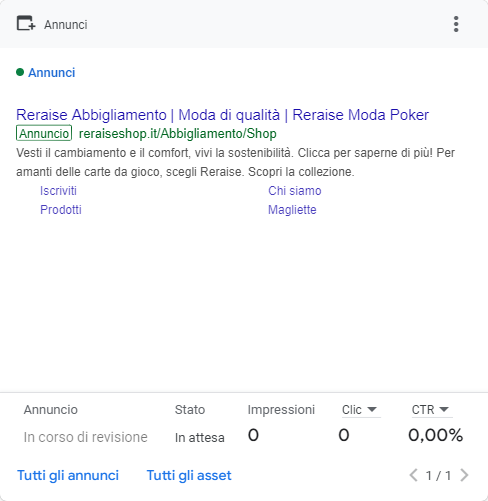 Annunci
Annunci
Reraise Abbigliamento | Moda di qualità | Reraise Moda Poker
Annuncio reraiseshop.it/Abbigliamento/Shop
Vesti il cambiamento e il comfort, vivi la sostenibilità. Clicca per saperne di più! Per
amanti delle carte da gioco, scegli Reraise. Scopri la collezione.
Iscriviti Chi siamo
Prodotti Magliette
Annuncio Stato Impressioni Clic CTR
In corso di revisione In attesa 0 0 0,00%
Tutti gli annunci Tutti gli asset 1 / 1